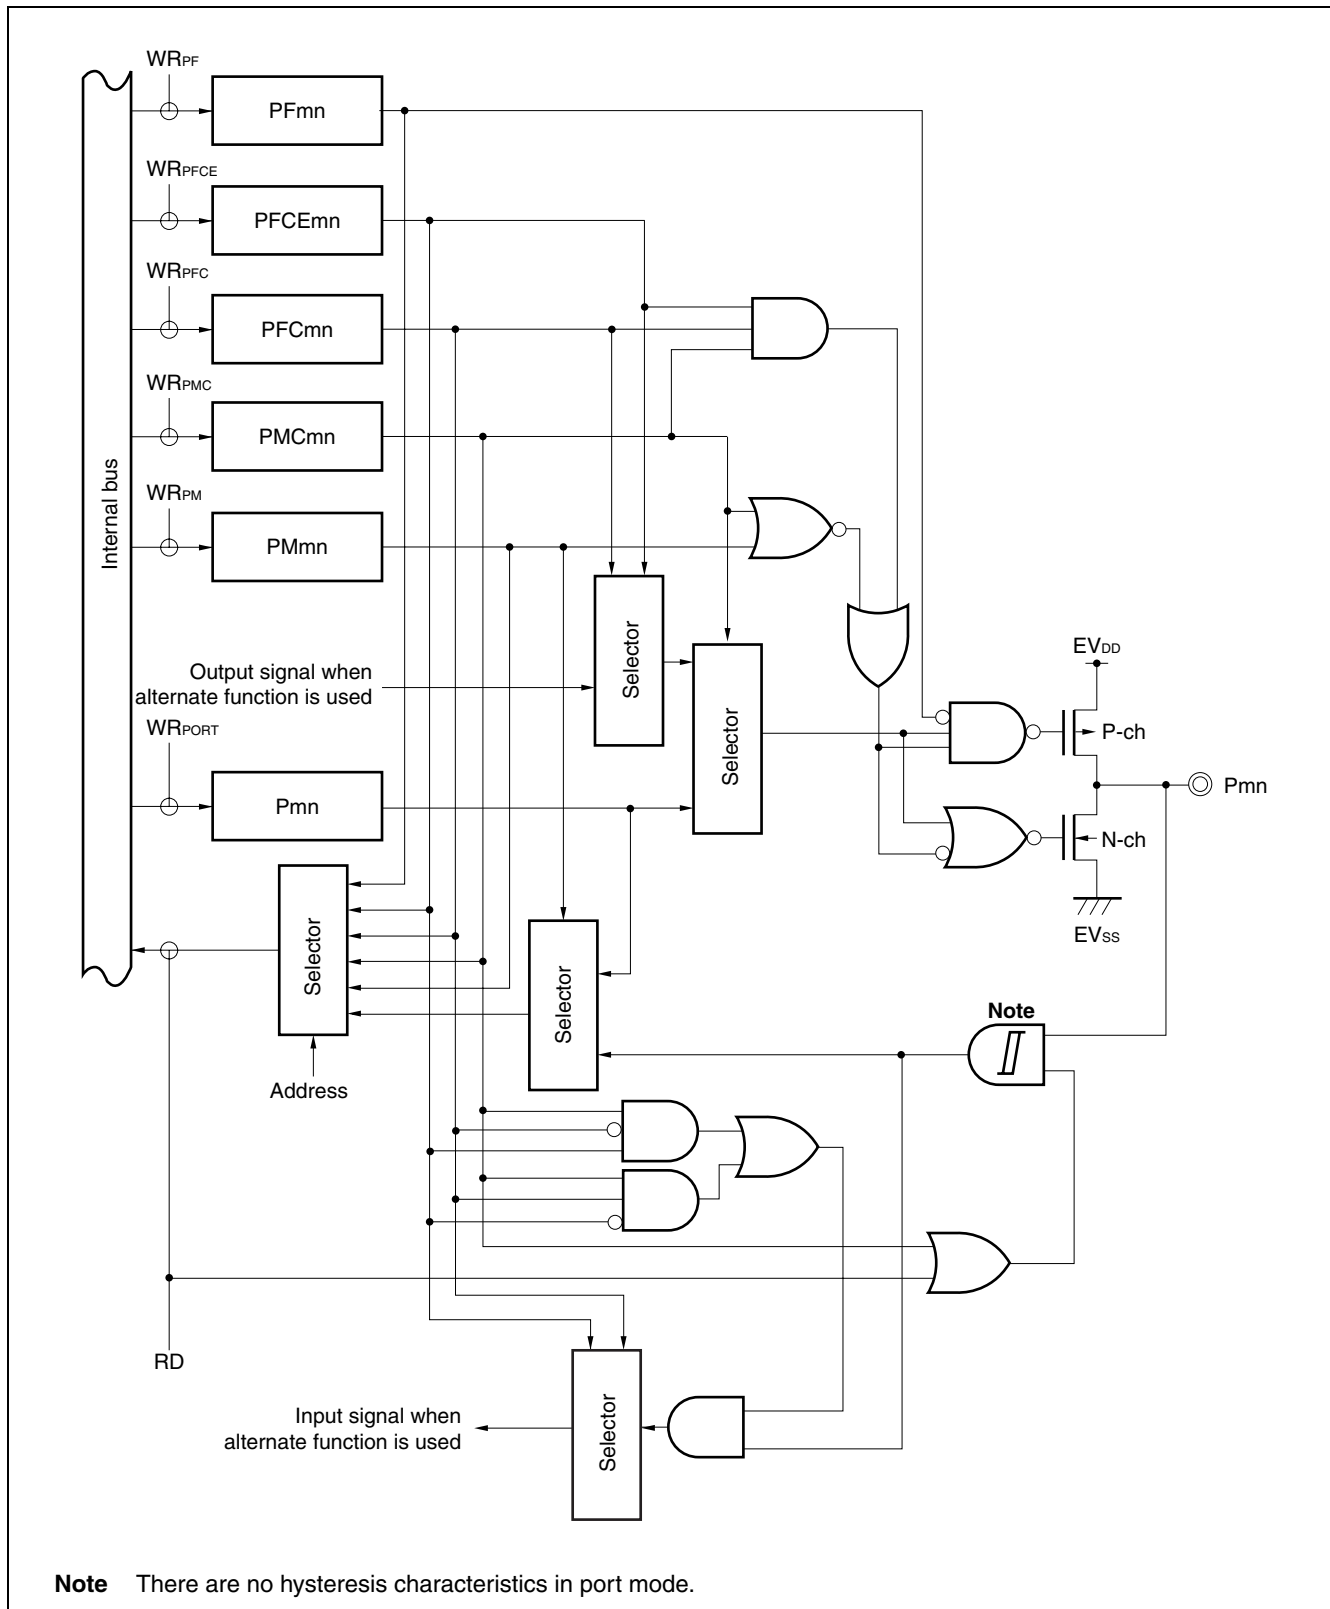 WRPF
PFmn
WRPFCE
PFCEmn
WRPFC
PFCmn
WRPMC
PMCmn
WRPM
PMmn
Internal bus
Output signal when
alternate function is used
Selector
Selector
EVDD
P-ch
WRPORT
Pmn
Pmn
N-ch
EVSS
Selector
Selector
Note
Address
RD
Input signal when
alternate function is used
Selector
Note There are no hysteresis characteristics in port mode.